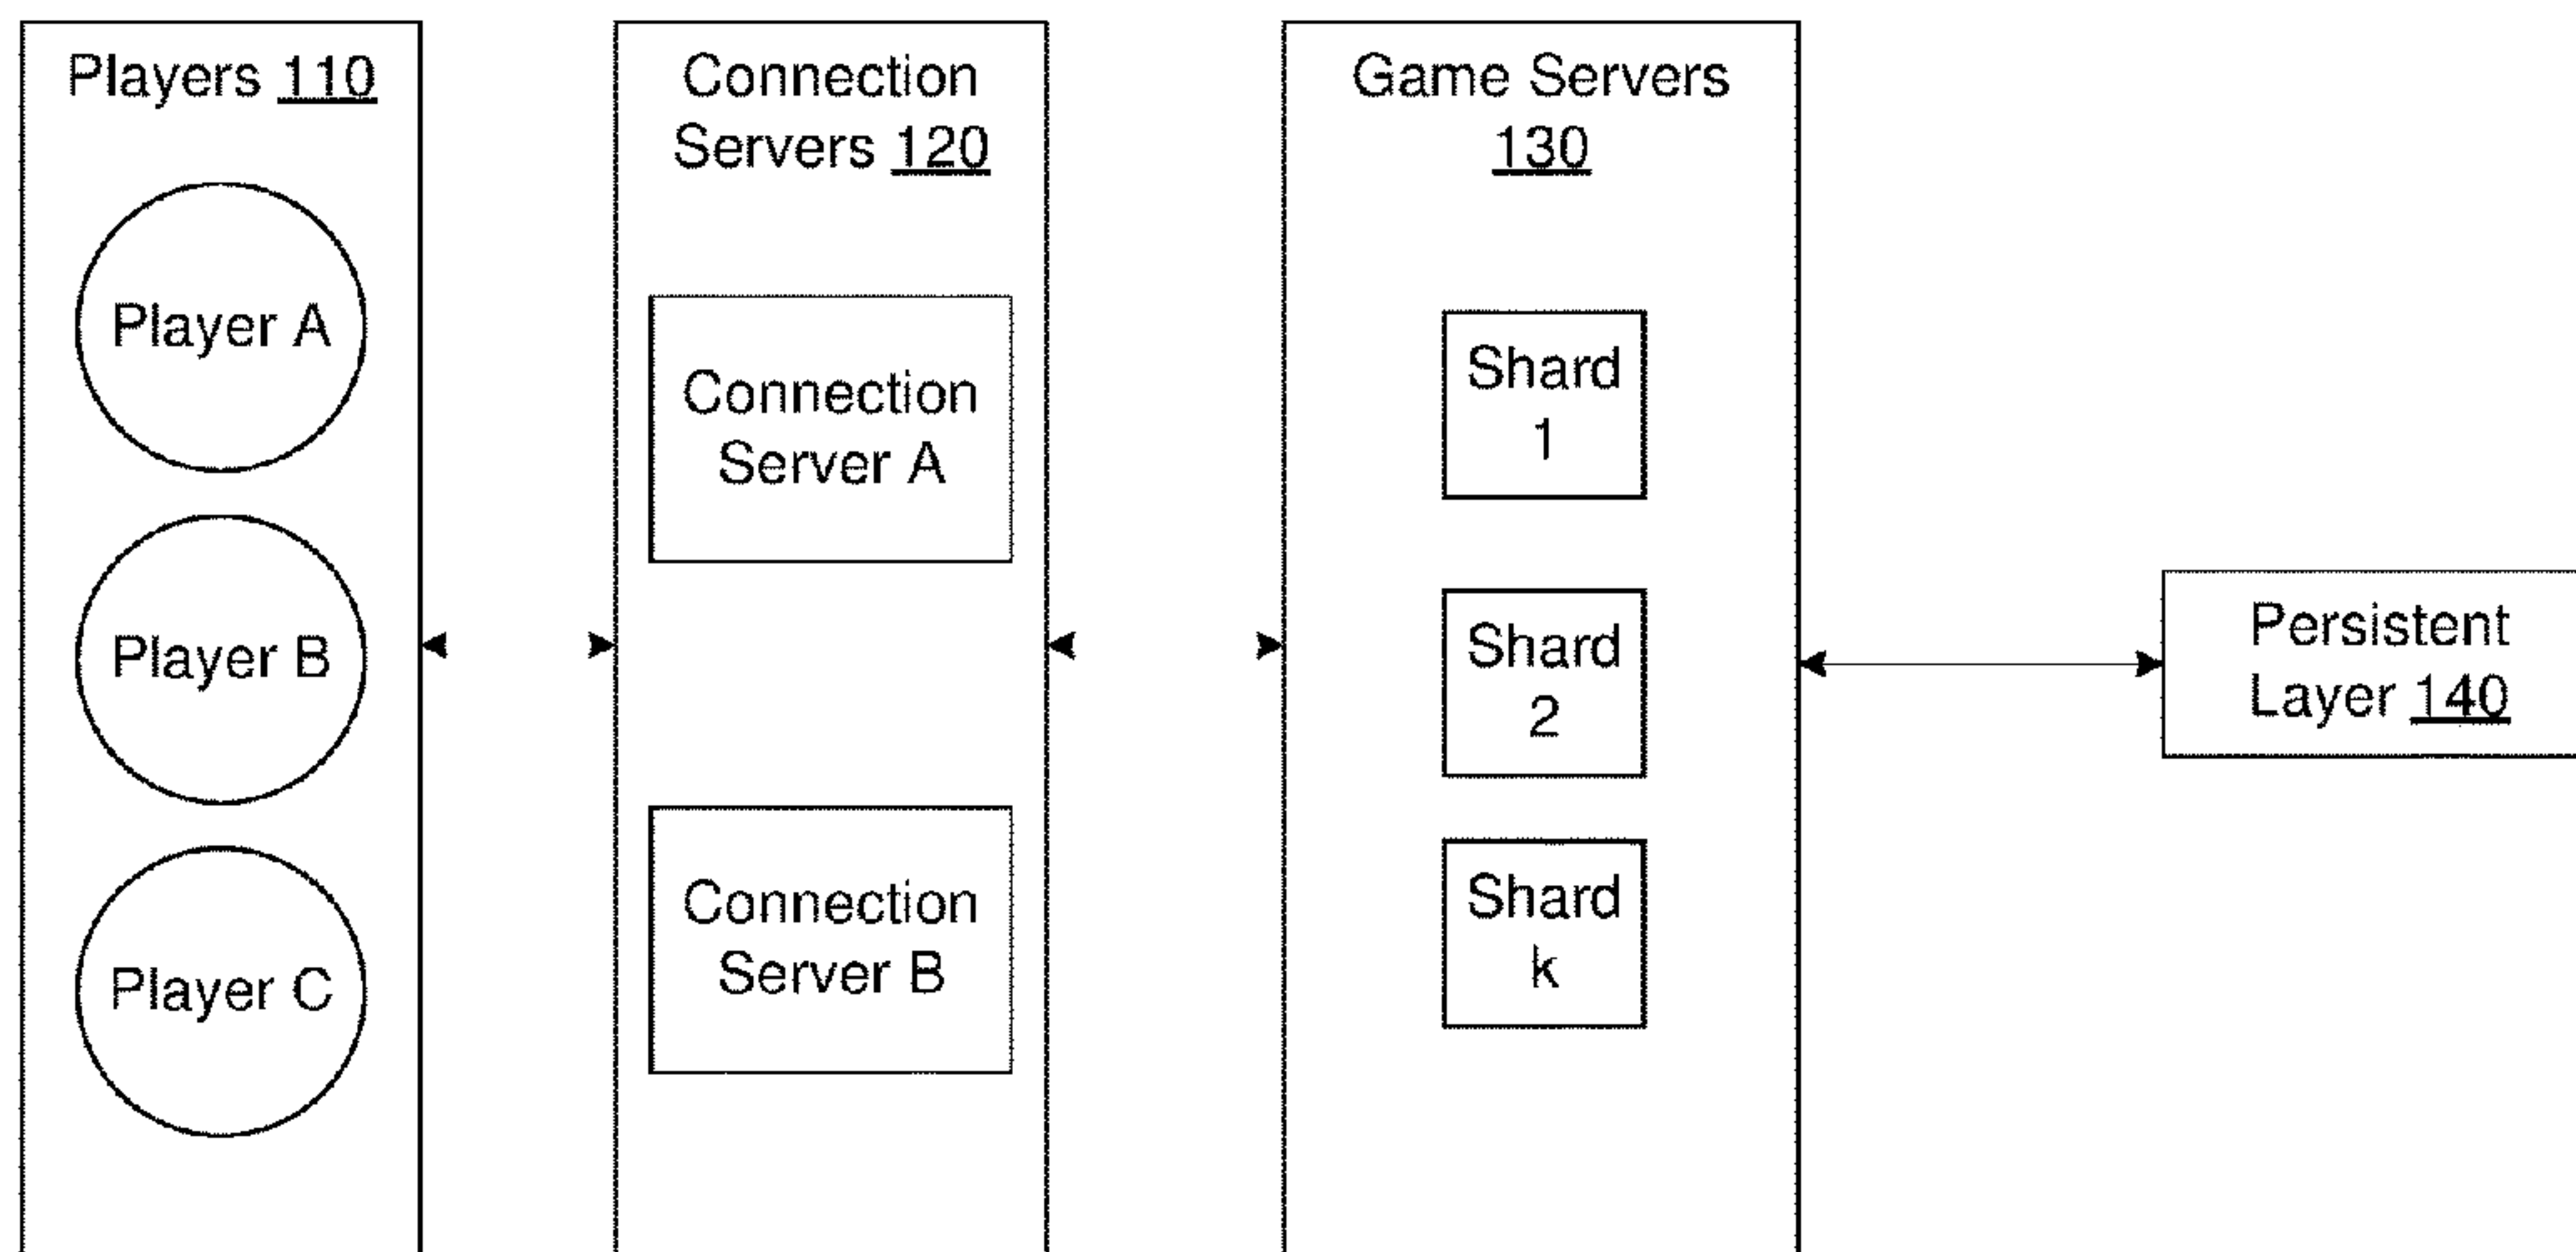 Players 110
Player A
Player B
Player C
Connection
Servers 120
Connection
Server A
Connection
Server B
Game Servers
130
Shard
1
Shard
2
Shard
k
Persistent
Layer 140